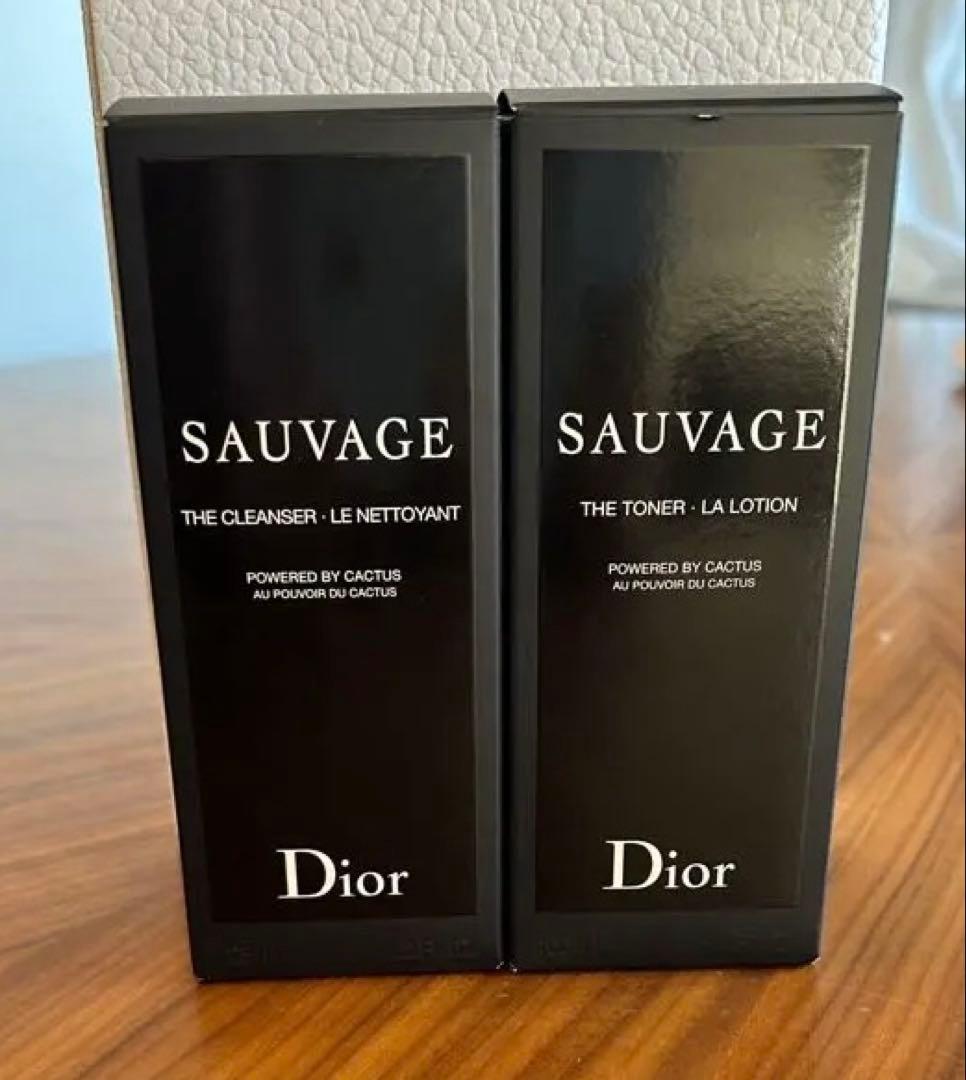 SAUVAGE
THE CLEANSER · LE NETTOYANT
POWERED BY CACTUS
AU POUVOIR DU CACTUS
Dior
SAUVAGE
THE TONER · LA LOTION
POWERED BY CACTUS
AU POUVOIR DU CACTUS
Dior